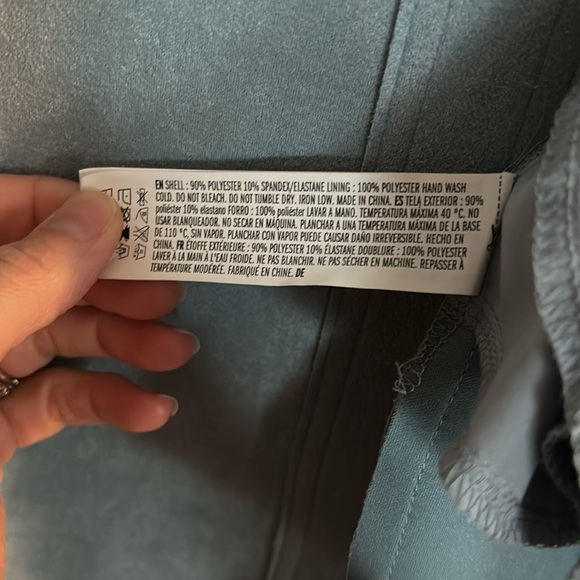 EN SHELL : 90% POLYESTER 10% SPANDEX/ELASTANE LINING : 100% POLYESTER HAND WASH
COLD. DO NOT BLEACH. DO NOT TUMBLE DRY. IRON LOW. MADE IN CHINA. ES TELA EXTERIOR : 90%
poliéster 10% elastano FORRO : 100% poliéster LAVAR A MANO. TEMPERATURA MÁXIMA 40 °C. NO
USAR BLANQUEADOR. NO SECAR EN MÁQUINA. PLANCHAR A UNA TEMPERATURA MÁXIMA DE LA BASE
DE 110 °C, SIN VAPOR. PLANCHAR CON VAPOR PUEDE CAUSAR DAÑO IRREVERSIBLE. HECHO EN
CHINA. FR ÉTOFFE EXTÉRIEURE : 90% POLYESTER 10% ÉLASTANE DOUBLURE : 100% POLYESTER
LAVER À LA MAIN À L'EAU FROIDE. NE PAS BLANCHIR. NE PAS SÉCHER EN MACHINE. REPASSER À
TEMPÉRATURE MODÉRÉE. FABRIQUÉ EN CHINE. DE